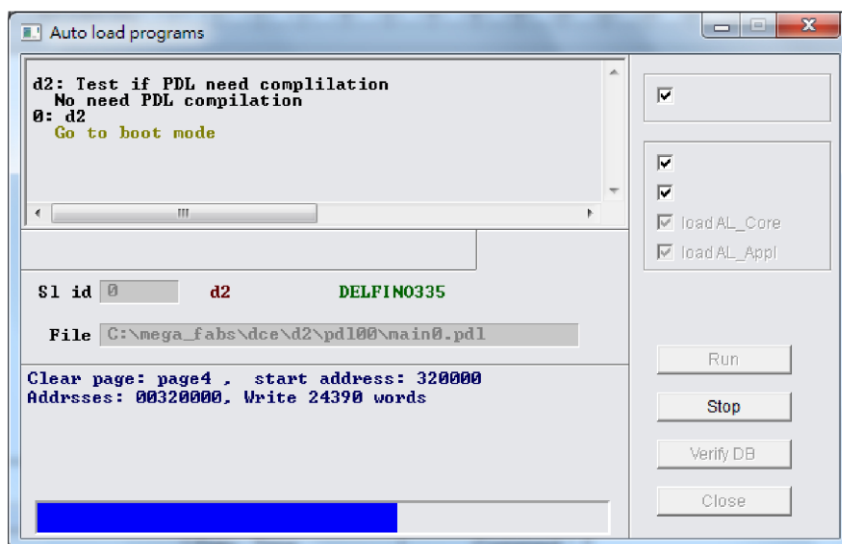 Auto load programs
d2: Test if PDL need complilation
No need PDL compilation
0: d2
Go to boot mode
load AL_Core
load AL_Appl
Sl id 0 d2 DELFINO335
File C:\mega_fabs\dce\d2\pdl00\main0.pdl
Run
Clear page: page4 , start address: 320000
Addrsses: 00320000, Write 24390 words
Stop
Verify DB
Close